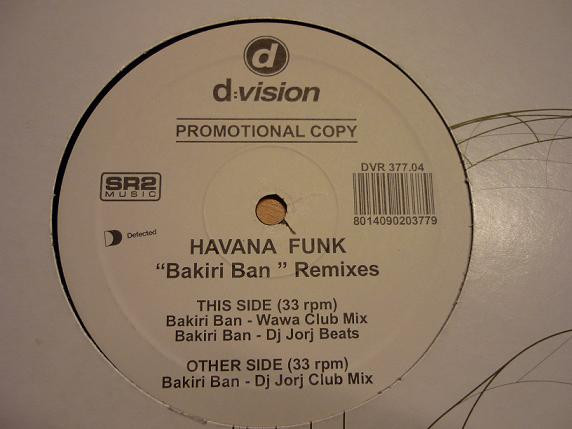 d
d:vision
PROMOTIONAL COPY
DVR 377.04
SR2
MUSIC
8014090203779
Defected
HAVANA FUNK
“Bakiri Ban ” Remixes
THIS SIDE (33 rpm)
Bakiri Ban - Wawa Club Mix
Bakiri Ban - Dj Jorj Beats
OTHER SIDE (33 rpm)
Bakiri Ban - Dj Jorj Club Mix